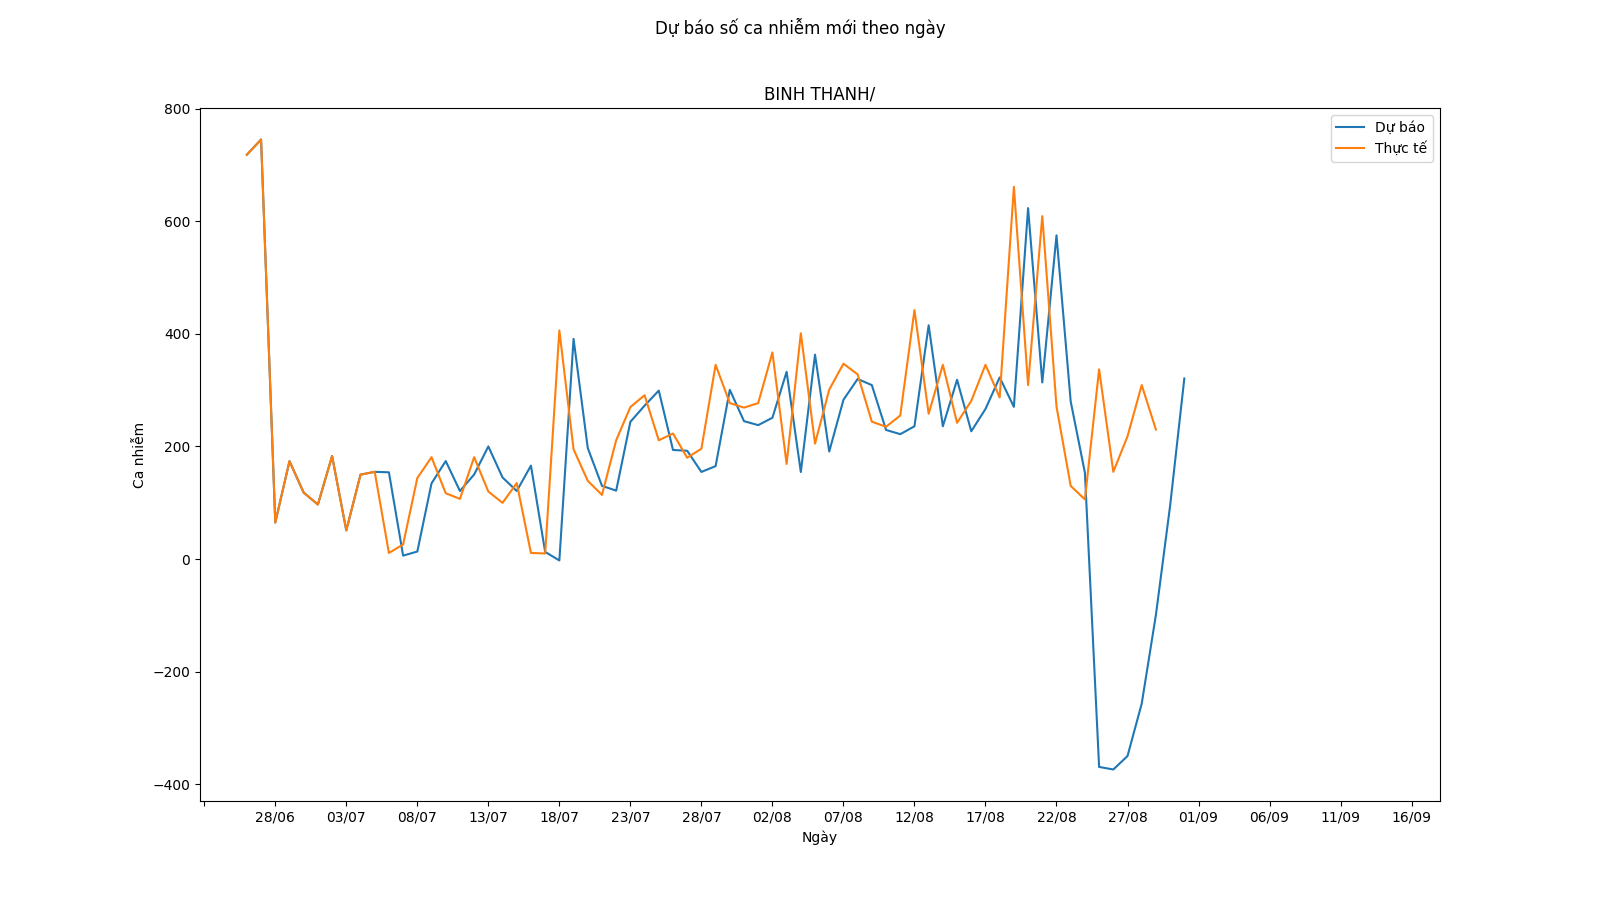 Dự báo số ca nhiễm mới theo ngày
BINH THANH/
Dự báo
Thực tế
800
600
400
200
0
−200
−400
Ca nhiễm
28/06 03/07 08/07 13/07 18/07 23/07 28/07 02/08 07/08 12/08 17/08 22/08 27/08 01/09 06/09 11/09 16/09
Ngày